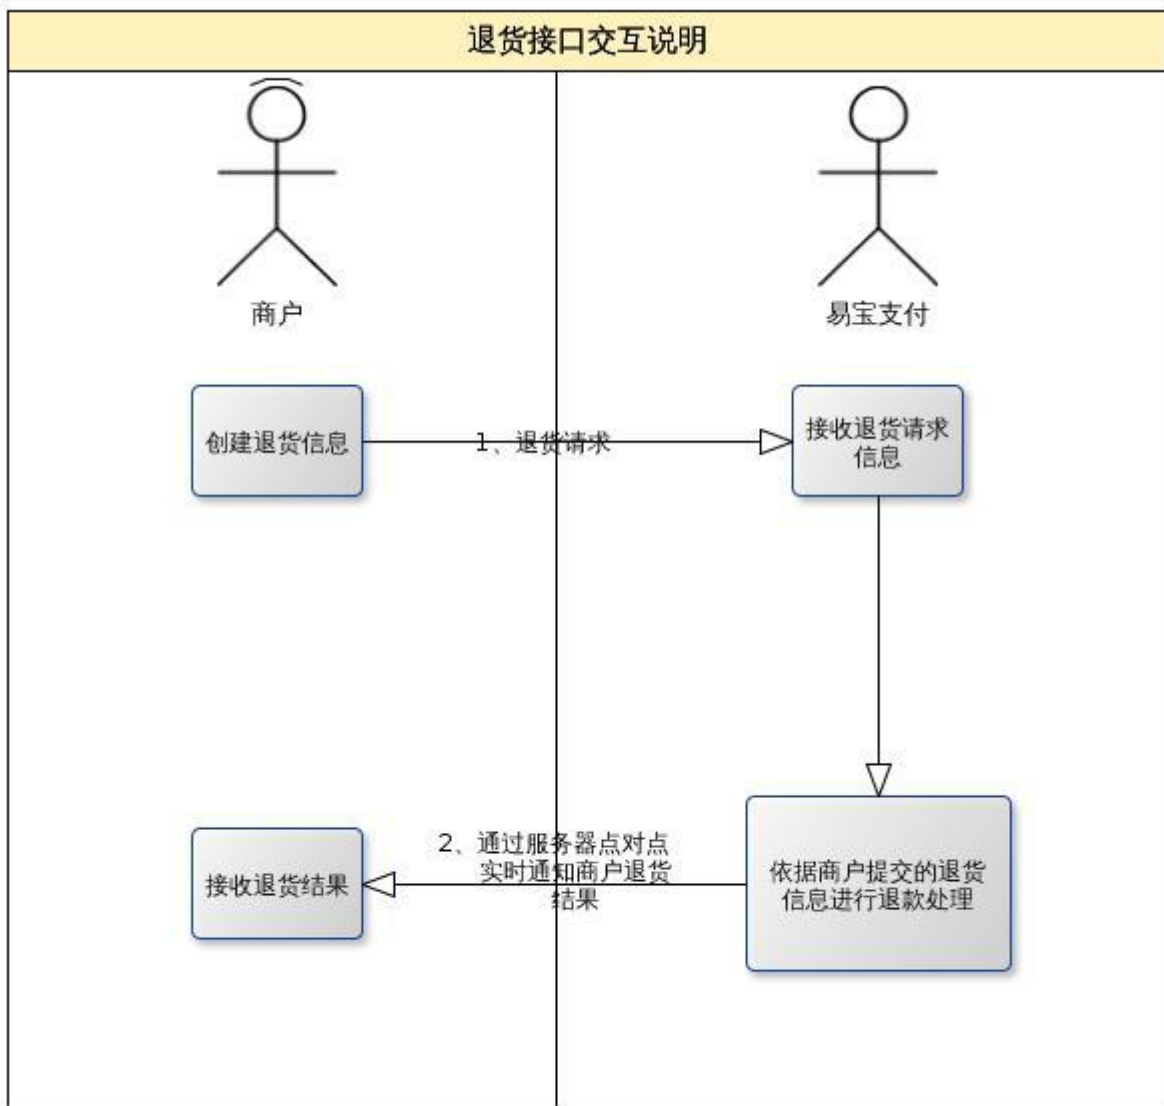 退货接口交互说明
商户
易宝支付
创建退货信息
1、退货请求
接收退货请求
信息
2、通过服务器点对点
实时通知商户退货
结果
接收退货结果
依据商户提交的退货
信息进行退款处理